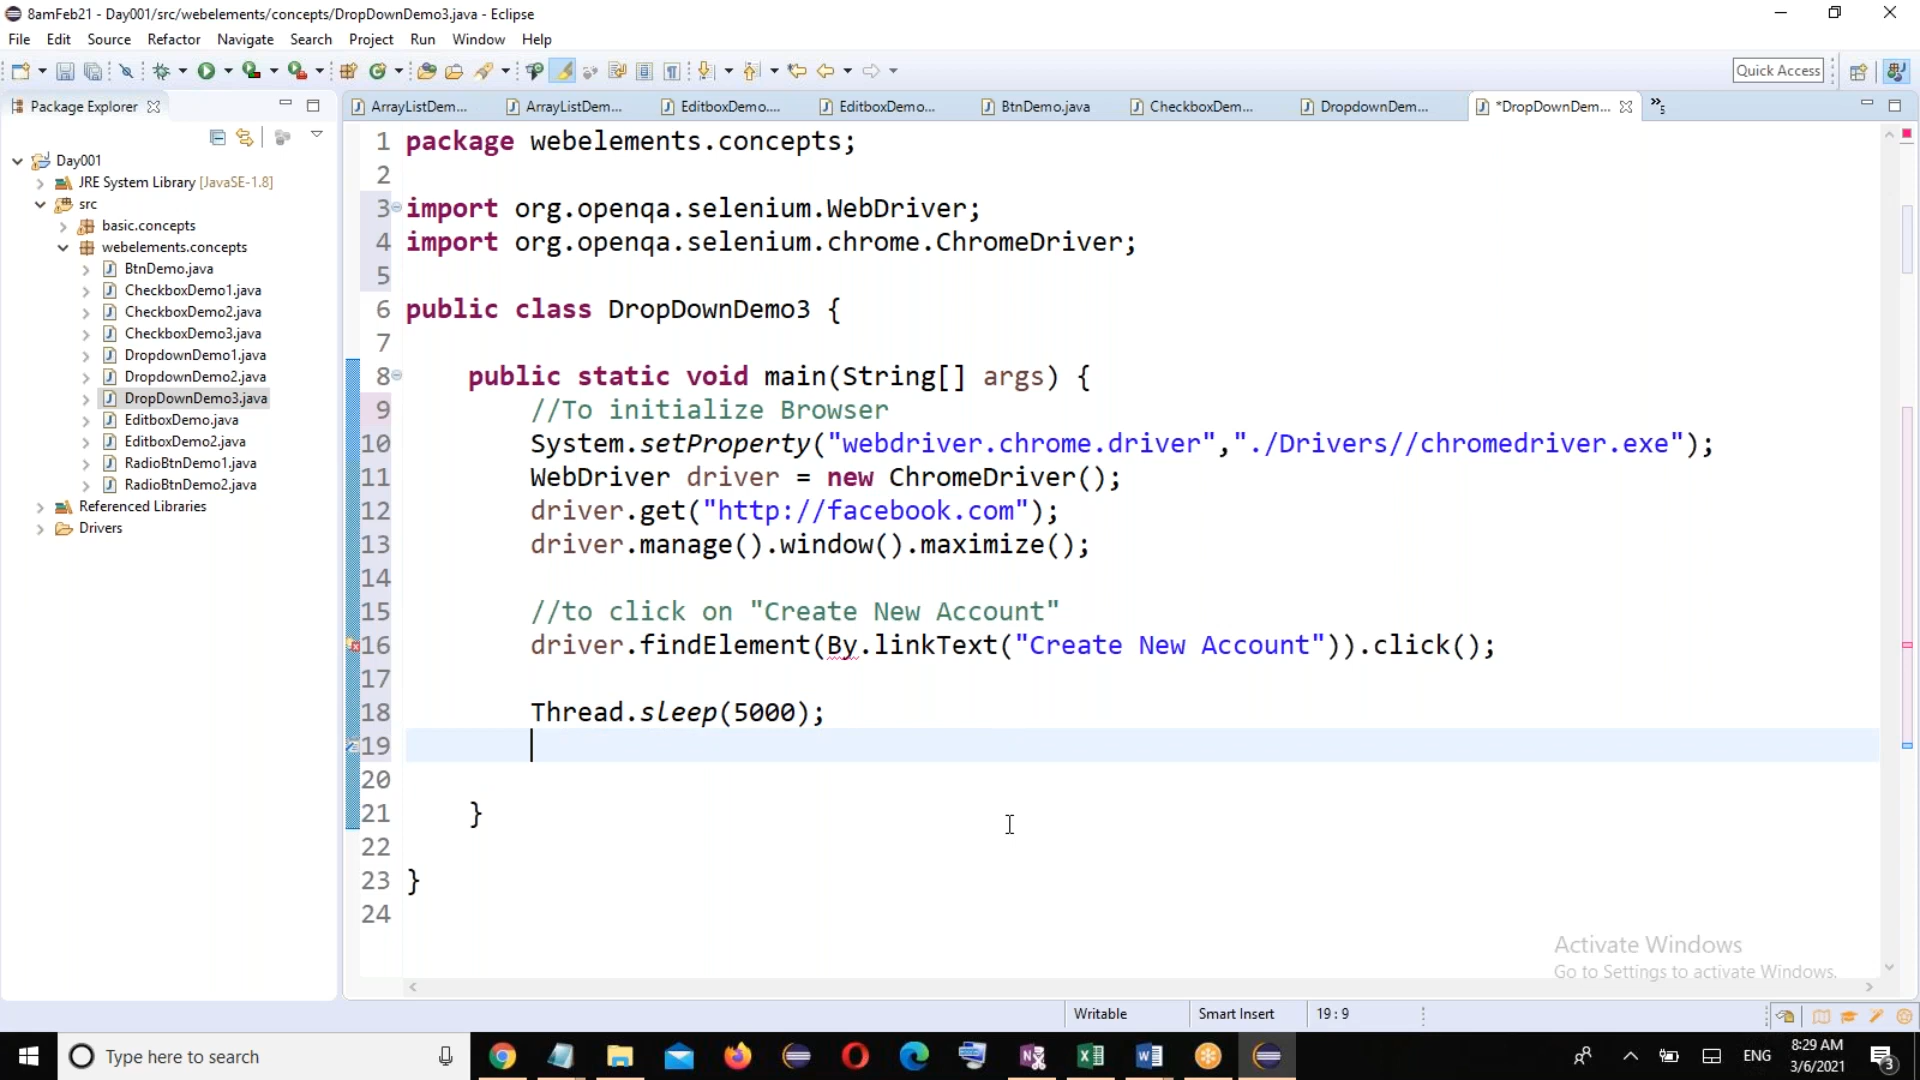 8amFeb21 - Day001/src/webelements/concepts/DropDownDemo3.java - Eclipse
File Edit Source Refactor Navigate Search Project Run Window Help
Quick Access
Package Explorer
ArrayListDem...
ArrayListDem...
EditboxDemo....
EditboxDemo...
BtnDemo.java
CheckboxDem...
DropdownDem...
*DropDownDem...
»5
Day001
JRE System Library [JavaSE-1.8]
src
basic.concepts
webelements.concepts
BtnDemo.java
CheckboxDemo1.java
CheckboxDemo2.java
CheckboxDemo3.java
DropdownDemo1.java
DropdownDemo2.java
DropDownDemo3.java
EditboxDemo.java
EditboxDemo2.java
RadioBtnDemo1.java
RadioBtnDemo2.java
Referenced Libraries
Drivers
1 package webelements.concepts;
2
3 import org.openqa.selenium.WebDriver;
4 import org.openqa.selenium.chrome.ChromeDriver;
5
6 public class DropDownDemo3 {
7
8 public static void main(String[] args) {
9 //To initialize Browser
10 System.setProperty("webdriver.chrome.driver","./Drivers//chromedriver.exe");
11 WebDriver driver = new ChromeDriver();
12 driver.get("http://facebook.com");
13 driver.manage().window().maximize();
14
15 //to click on "Create New Account"
16 driver.findElement(By.linkText("Create New Account")).click();
17
18 Thread.sleep(5000);
19
20
21 }
22
23 }
24
Activate Windows
Go to Settings to activate Windows.
Writable
Smart Insert
19 : 9
Type here to search
ENG
8:29 AM
3/6/2021
3